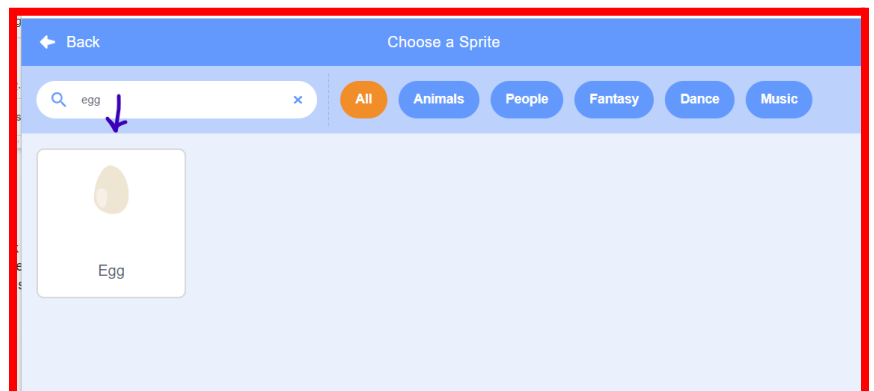 Back
Choose a Sprite
egg
All
Animals
People
Fantasy
Dance
Music
Egg